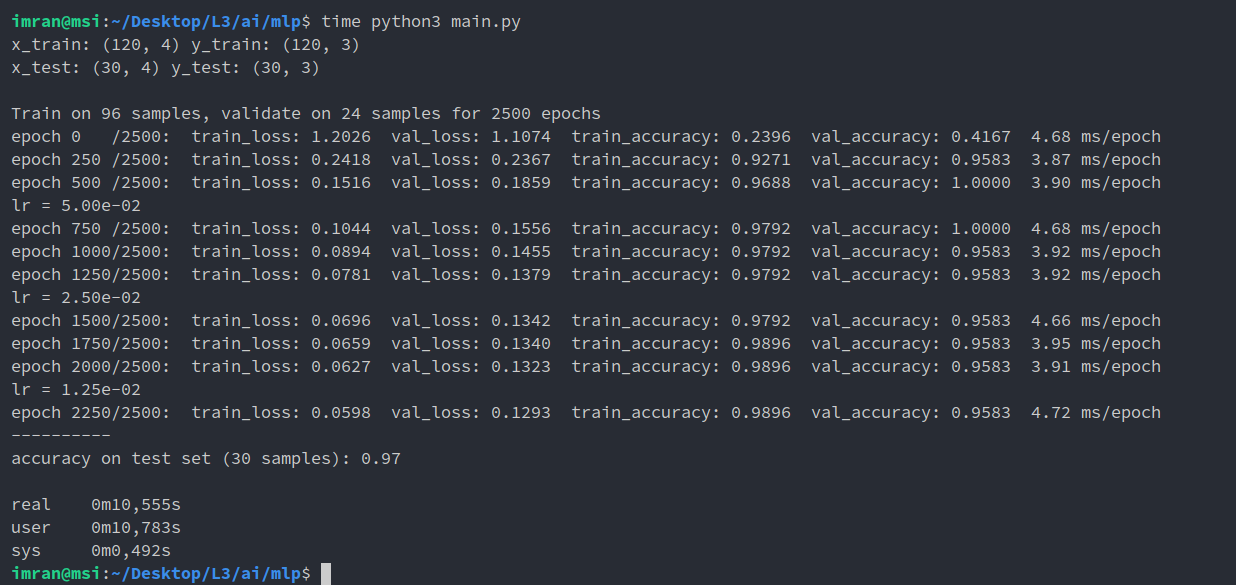 imran@msi:~/Desktop/L3/ai/mlp$ time python3 main.py
x_train: (120, 4) y_train: (120, 3)
x_test: (30, 4) y_test: (30, 3)

Train on 96 samples, validate on 24 samples for 2500 epochs
epoch 0   /2500:  train_loss: 1.2026  val_loss: 1.1074  train_accuracy: 0.2396  val_accuracy: 0.4167  4.68 ms/epoch
epoch 250 /2500:  train_loss: 0.2418  val_loss: 0.2367  train_accuracy: 0.9271  val_accuracy: 0.9583  3.87 ms/epoch
epoch 500 /2500:  train_loss: 0.1516  val_loss: 0.1859  train_accuracy: 0.9688  val_accuracy: 1.0000  3.90 ms/epoch
lr = 5.00e-02
epoch 750 /2500:  train_loss: 0.1044  val_loss: 0.1556  train_accuracy: 0.9792  val_accuracy: 1.0000  4.68 ms/epoch
epoch 1000/2500:  train_loss: 0.0894  val_loss: 0.1455  train_accuracy: 0.9792  val_accuracy: 0.9583  3.92 ms/epoch
epoch 1250/2500:  train_loss: 0.0781  val_loss: 0.1379  train_accuracy: 0.9792  val_accuracy: 0.9583  3.92 ms/epoch
lr = 2.50e-02
epoch 1500/2500:  train_loss: 0.0696  val_loss: 0.1342  train_accuracy: 0.9792  val_accuracy: 0.9583  4.66 ms/epoch
epoch 1750/2500:  train_loss: 0.0659  val_loss: 0.1340  train_accuracy: 0.9896  val_accuracy: 0.9583  3.95 ms/epoch
epoch 2000/2500:  train_loss: 0.0627  val_loss: 0.1323  train_accuracy: 0.9896  val_accuracy: 0.9583  3.91 ms/epoch
lr = 1.25e-02
epoch 2250/2500:  train_loss: 0.0598  val_loss: 0.1293  train_accuracy: 0.9896  val_accuracy: 0.9583  4.72 ms/epoch
----------
accuracy on test set (30 samples): 0.97

real    0m10,555s
user    0m10,783s
sys     0m0,492s
imran@msi:~/Desktop/L3/ai/mlp$